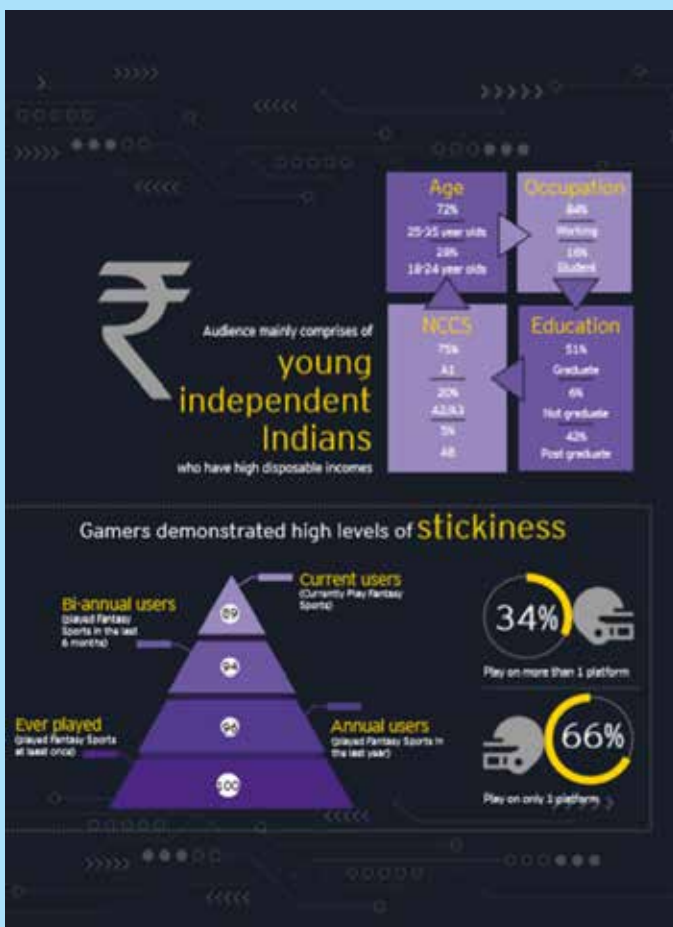 Age
72%
25-35 year olds
28%
18-24 year olds
Occupation
84%
Working
16%
Student
NCCS
75%
A1
20%
A2/A3
5%
Education
51%
Graduate
6%
Not graduate
42%
Post graduate
₹
Audience mainly comprises of
young
independent
Indians
who have high disposable incomes
Gamers demonstrated high levels of stickiness
Current users
(Currently Play Fantasy
Sports)
Bi-annual users
(played Fantasy
Sports in the last
6 months)
Ever played
(played Fantasy Sports
at least once)
Annual users
(played Fantasy Sports in
the last year)
89
94
96
100
34%
Play on more than 1 platform
66%
Play on only 1 platform